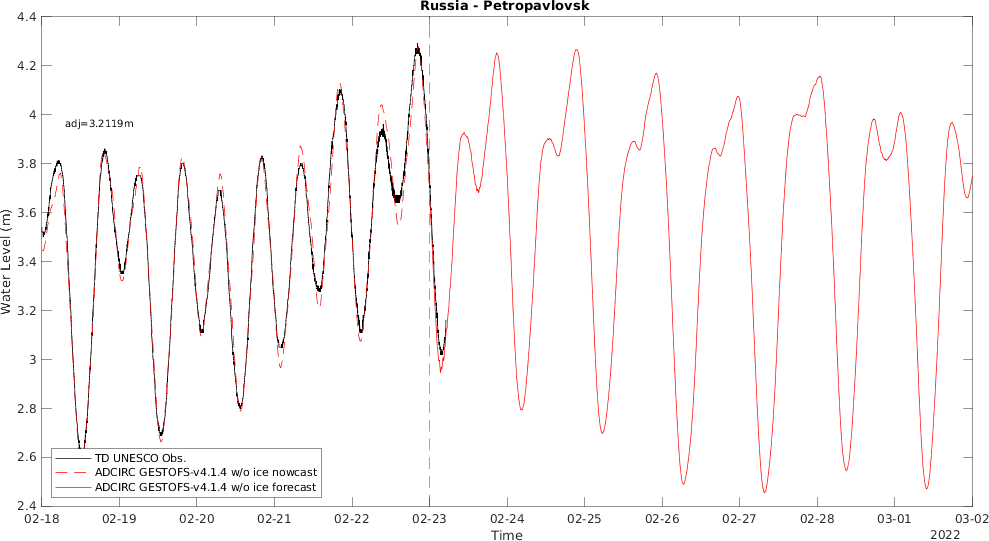 Russia - Petropavlovsk
4.4
4.2
4
3.8
3.6
3.4
3.2
3
2.8
2.6
2.4
Water Level (m)
adj=3.2119m
TD UNESCO Obs.
ADCIRC GESTOFS-v4.1.4 w/o ice nowcast
ADCIRC GESTOFS-v4.1.4 w/o ice forecast
02-18 02-19 02-20 02-21 02-22 02-23 02-24 02-25 02-26 02-27 02-28 03-01 03-02
Time
2022